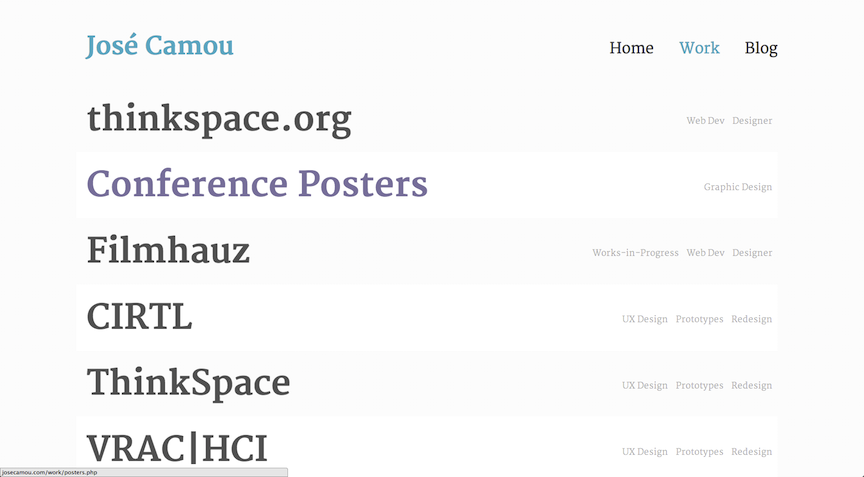 José Camou Home Work Blog
thinkspace.org Web Dev Designer
Conference Posters Graphic Design
Filmhauz Works-in-Progress Web Dev Designer
CIRTL UX Design Prototypes Redesign
ThinkSpace UX Design Prototypes Redesign
VRAC|HCI UX Design Prototypes Redesign
josecamou.com/work/posters.php